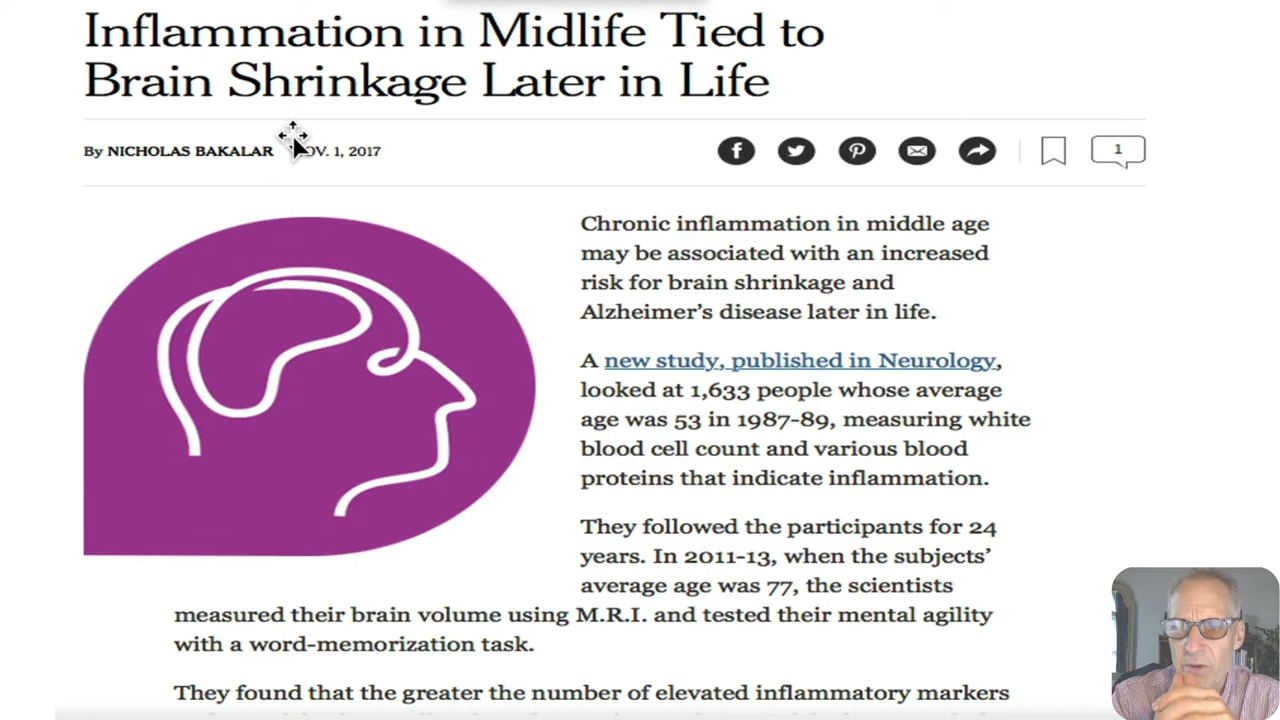 Inflammation in Midlife Tied to
Brain Shrinkage Later in Life
By NICHOLAS BAKALAR OV. 1, 2017
1
Chronic inflammation in middle age
may be associated with an increased
risk for brain shrinkage and
Alzheimer's disease later in life.
A new study, published in Neurology,
looked at 1,633 people whose average
age was 53 in 1987-89, measuring white
blood cell count and various blood
proteins that indicate inflammation.
They followed the participants for 24
years. In 2011-13, when the subjects'
average age was 77, the scientists
measured their brain volume using M.R.I. and tested their mental agility
with a word-memorization task.
They found that the greater the number of elevated inflammatory markers